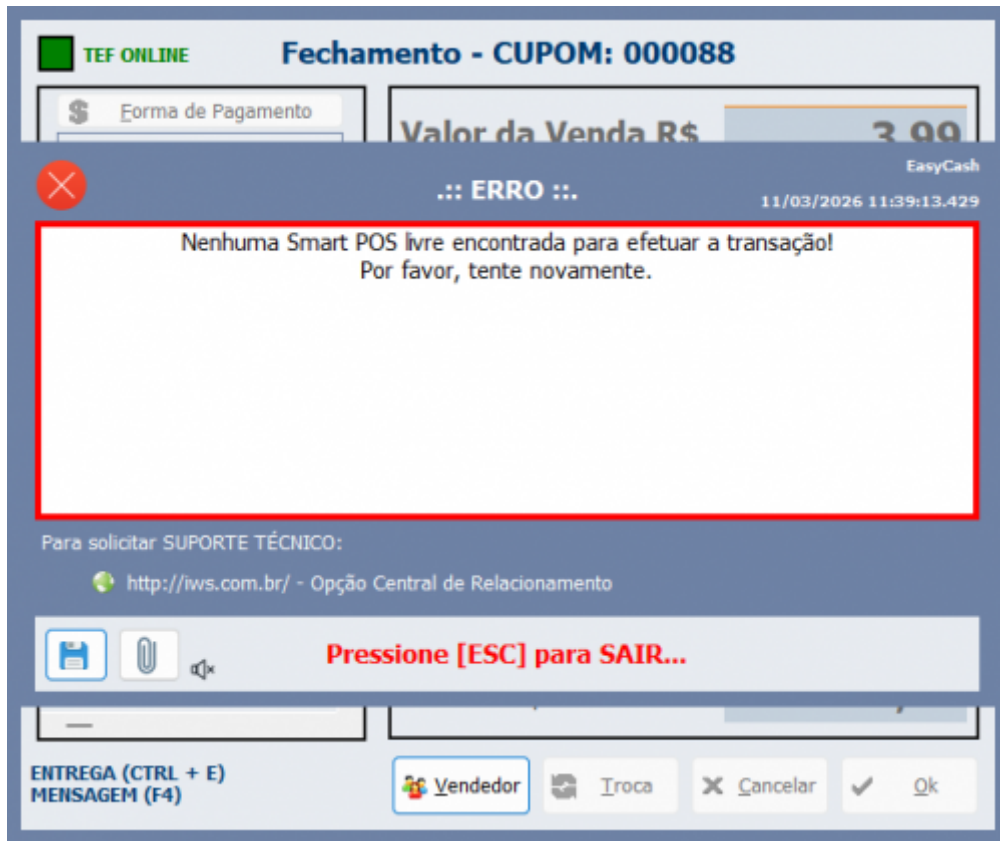 TEF ONLINE
Fechamento - CUPOM: 000088
Forma de Pagamento
Valor da Venda R$
3,99
EasyCash
.:: ERRO ::.
11/03/2026 11:39:13.429
Nenhuma Smart POS livre encontrada para efetuar a transação!
Por favor, tente novamente.
Para solicitar SUPORTE TÉCNICO:
http://iws.com.br/ - Opção Central de Relacionamento
Pressione [ESC] para SAIR...
ENTREGA (CTRL + E)
MENSAGEM (F4)
Vendedor
Troca
Cancelar
Ok